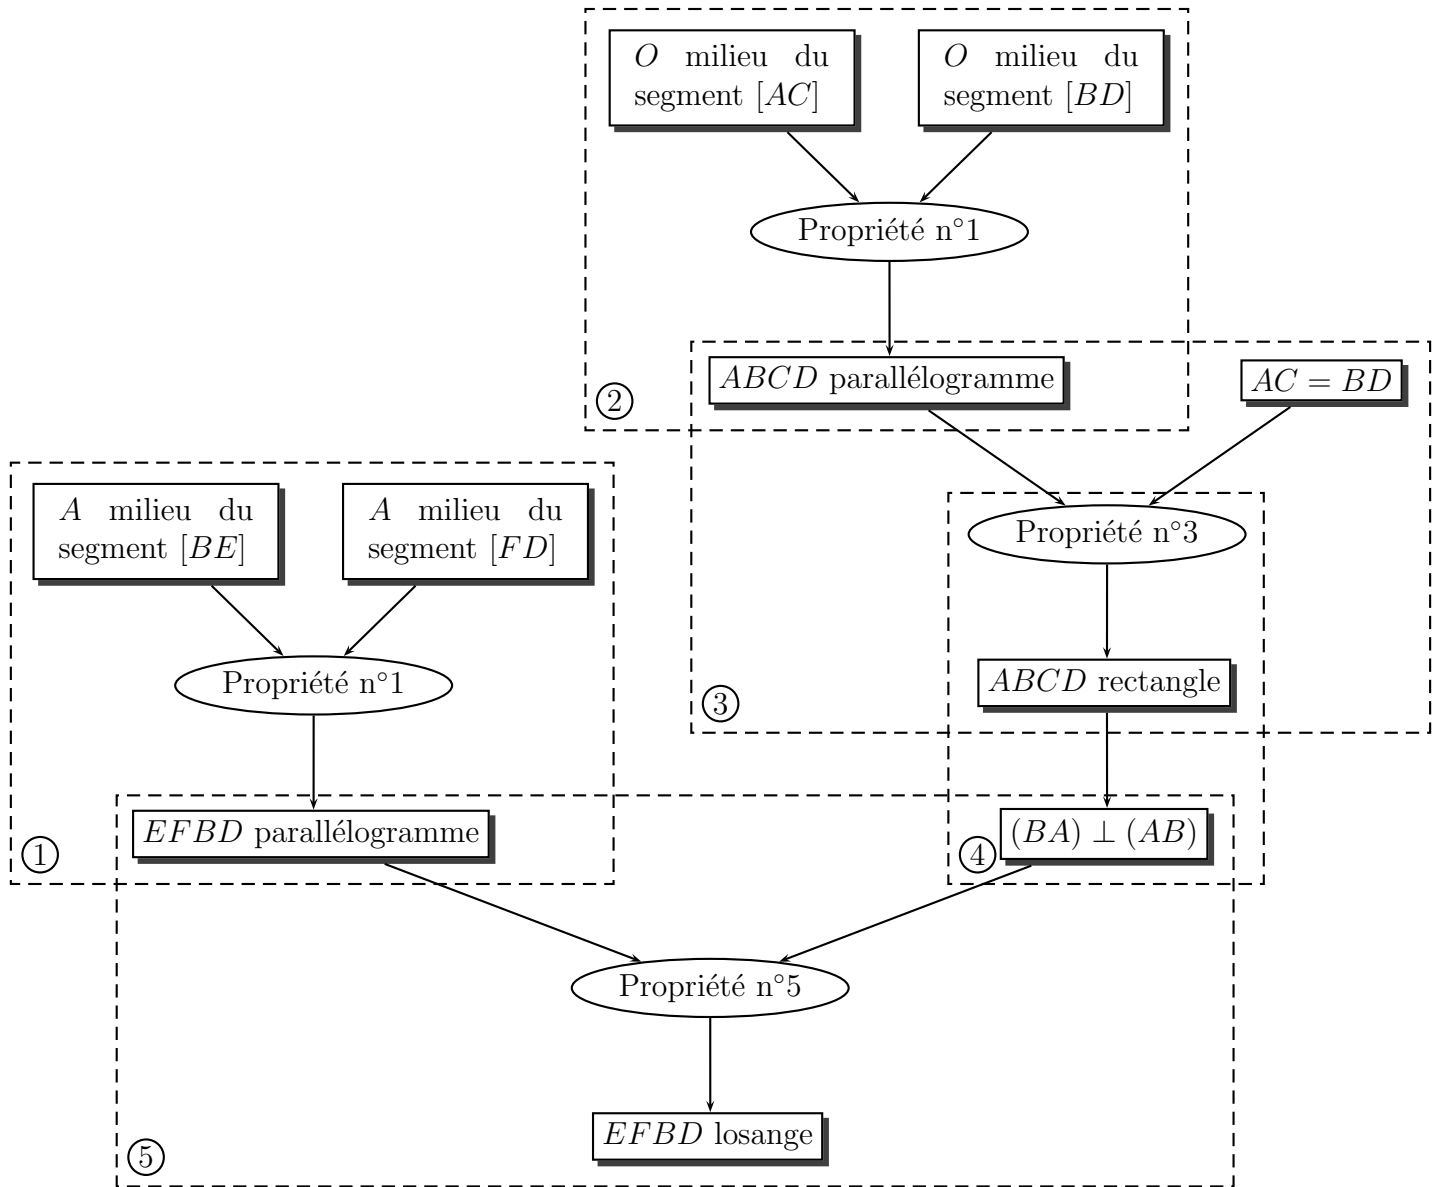 O milieu du
segment [AC]
O milieu du
segment [BD]
Propriété n°1
ABCD parallélogramme
AC = BD
2
A milieu du
segment [BE]
A milieu du
segment [FD]
Propriété n°3
Propriété n°1
ABCD rectangle
3
EFBD parallélogramme
(BA) ⊥ (AB)
1
4
Propriété n°5
EFBD losange
5